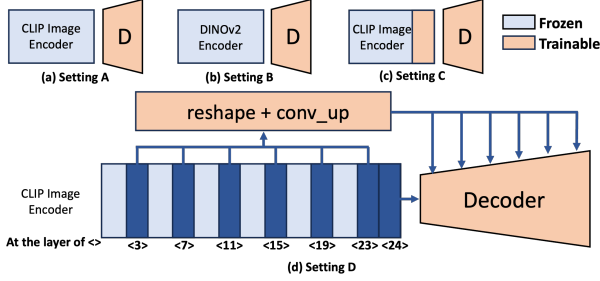 CLIP Image
Encoder
D
DINOv2
Encoder
D
CLIP Image
Encoder
D
Frozen
Trainable
(a) Setting A
(b) Setting B
(c) Setting C
reshape + conv_up
CLIP Image
Encoder
Decoder
At the layer of <>
<3>
<7>
<11>
<15>
<19>
<23>
<24>
(d) Setting D